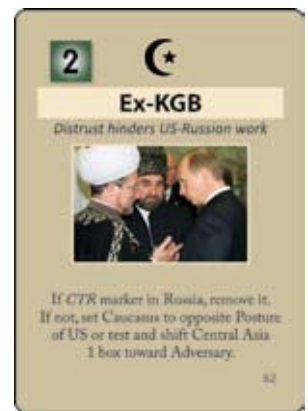 2
Ex-KGB
Distrust hinders US-Russian work
If CTR marker in Russia, remove it.
If not, set Caucasus to opposite Posture
of US or test and shift Central Asia
1 box toward Adversary.
62